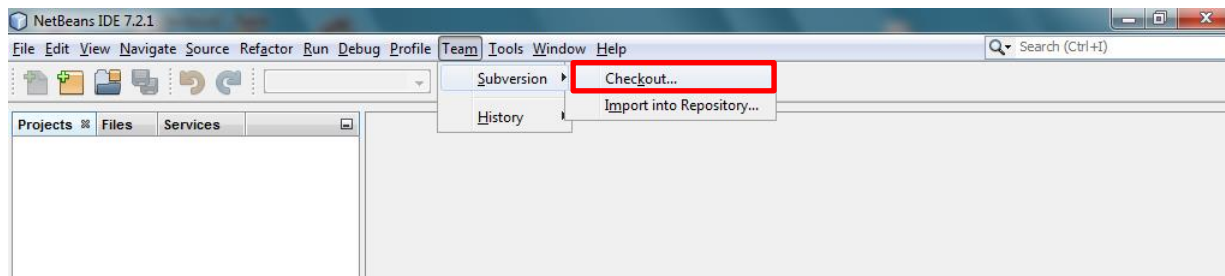 NetBeans IDE 7.2.1
File Edit View Navigate Source Refactor Run Debug Profile Team Tools Window Help
Search (Ctrl+I)
Subversion
Checkout...
Import into Repository...
History
Projects Files Services